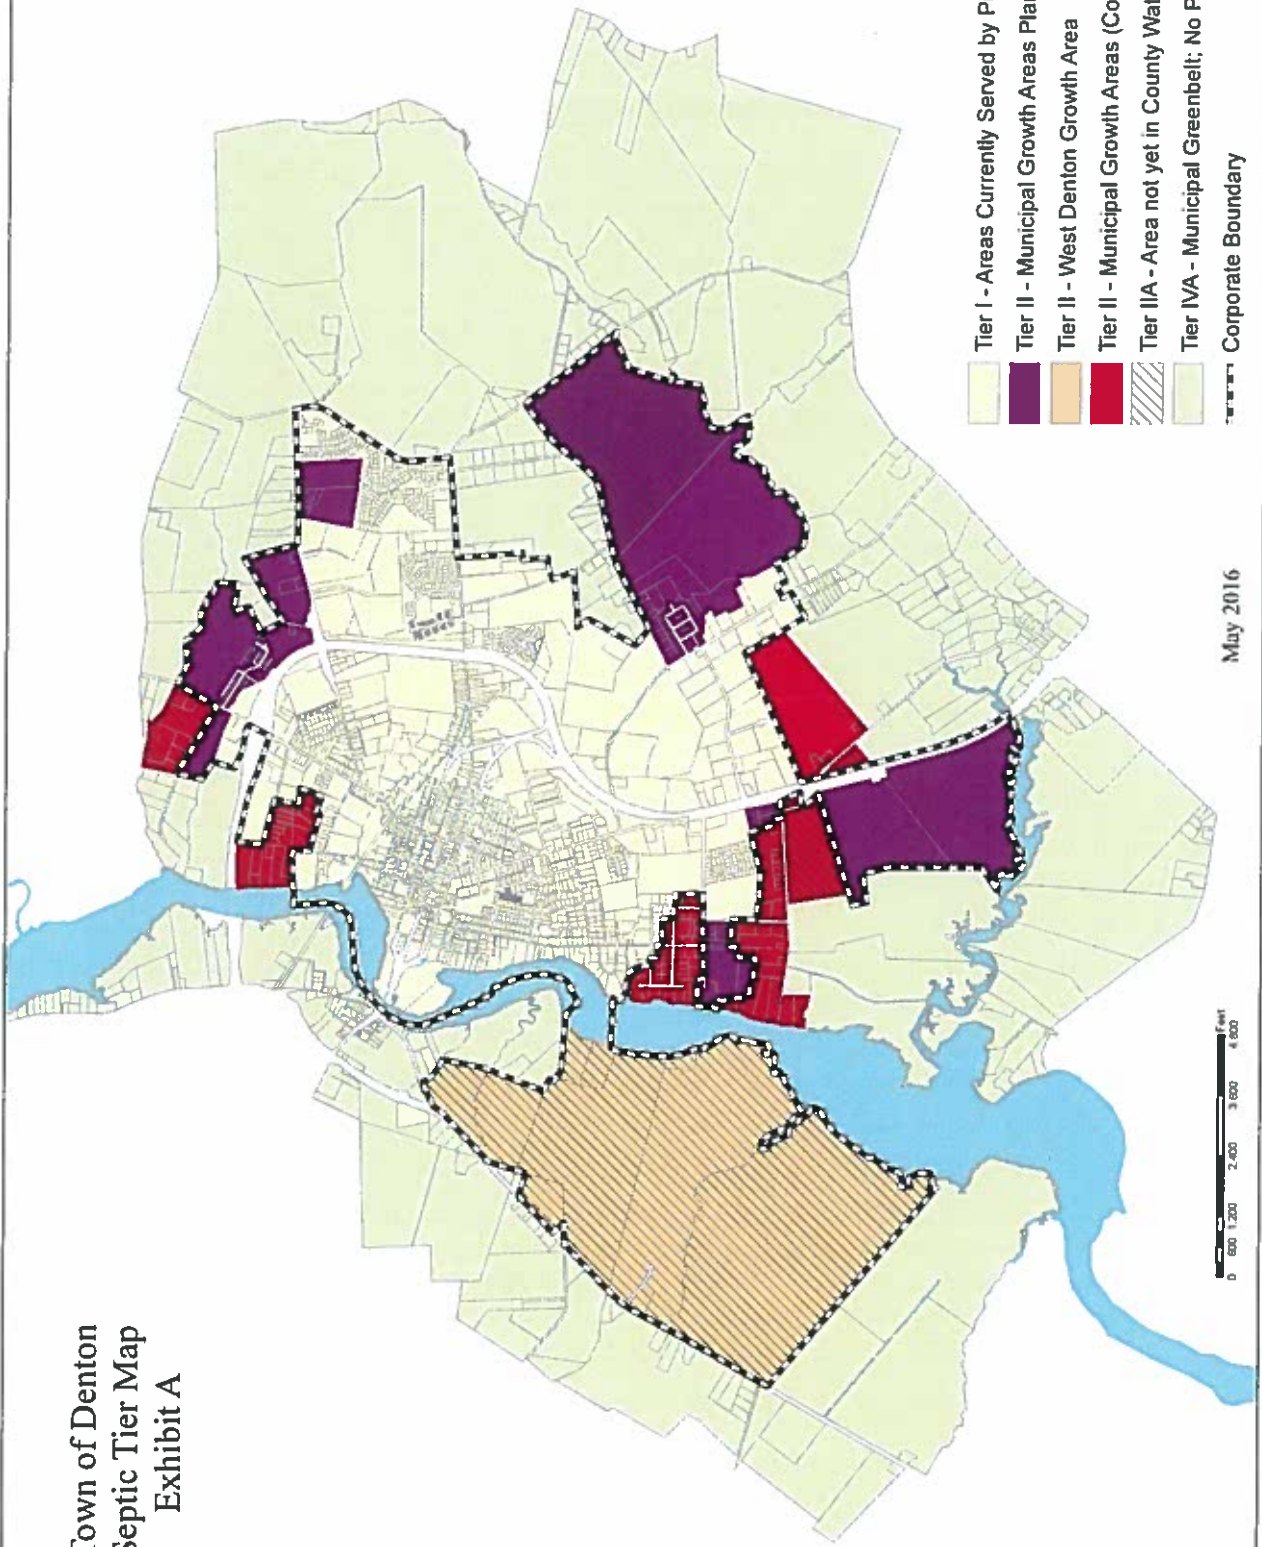 Town of Denton
Septic Tier Map
Exhibit A
Tier I - Areas Currently Served by P
Tier II - Municipal Growth Areas Plan
Tier II - West Denton Growth Area
Tier II - Municipal Growth Areas (Co
Tier IIA - Area not yet in County Wat
Tier IVA - Municipal Greenbelt; No P
Corporate Boundary
May 2016
0 600 1,200 2,400 3,600 4,800
Feet